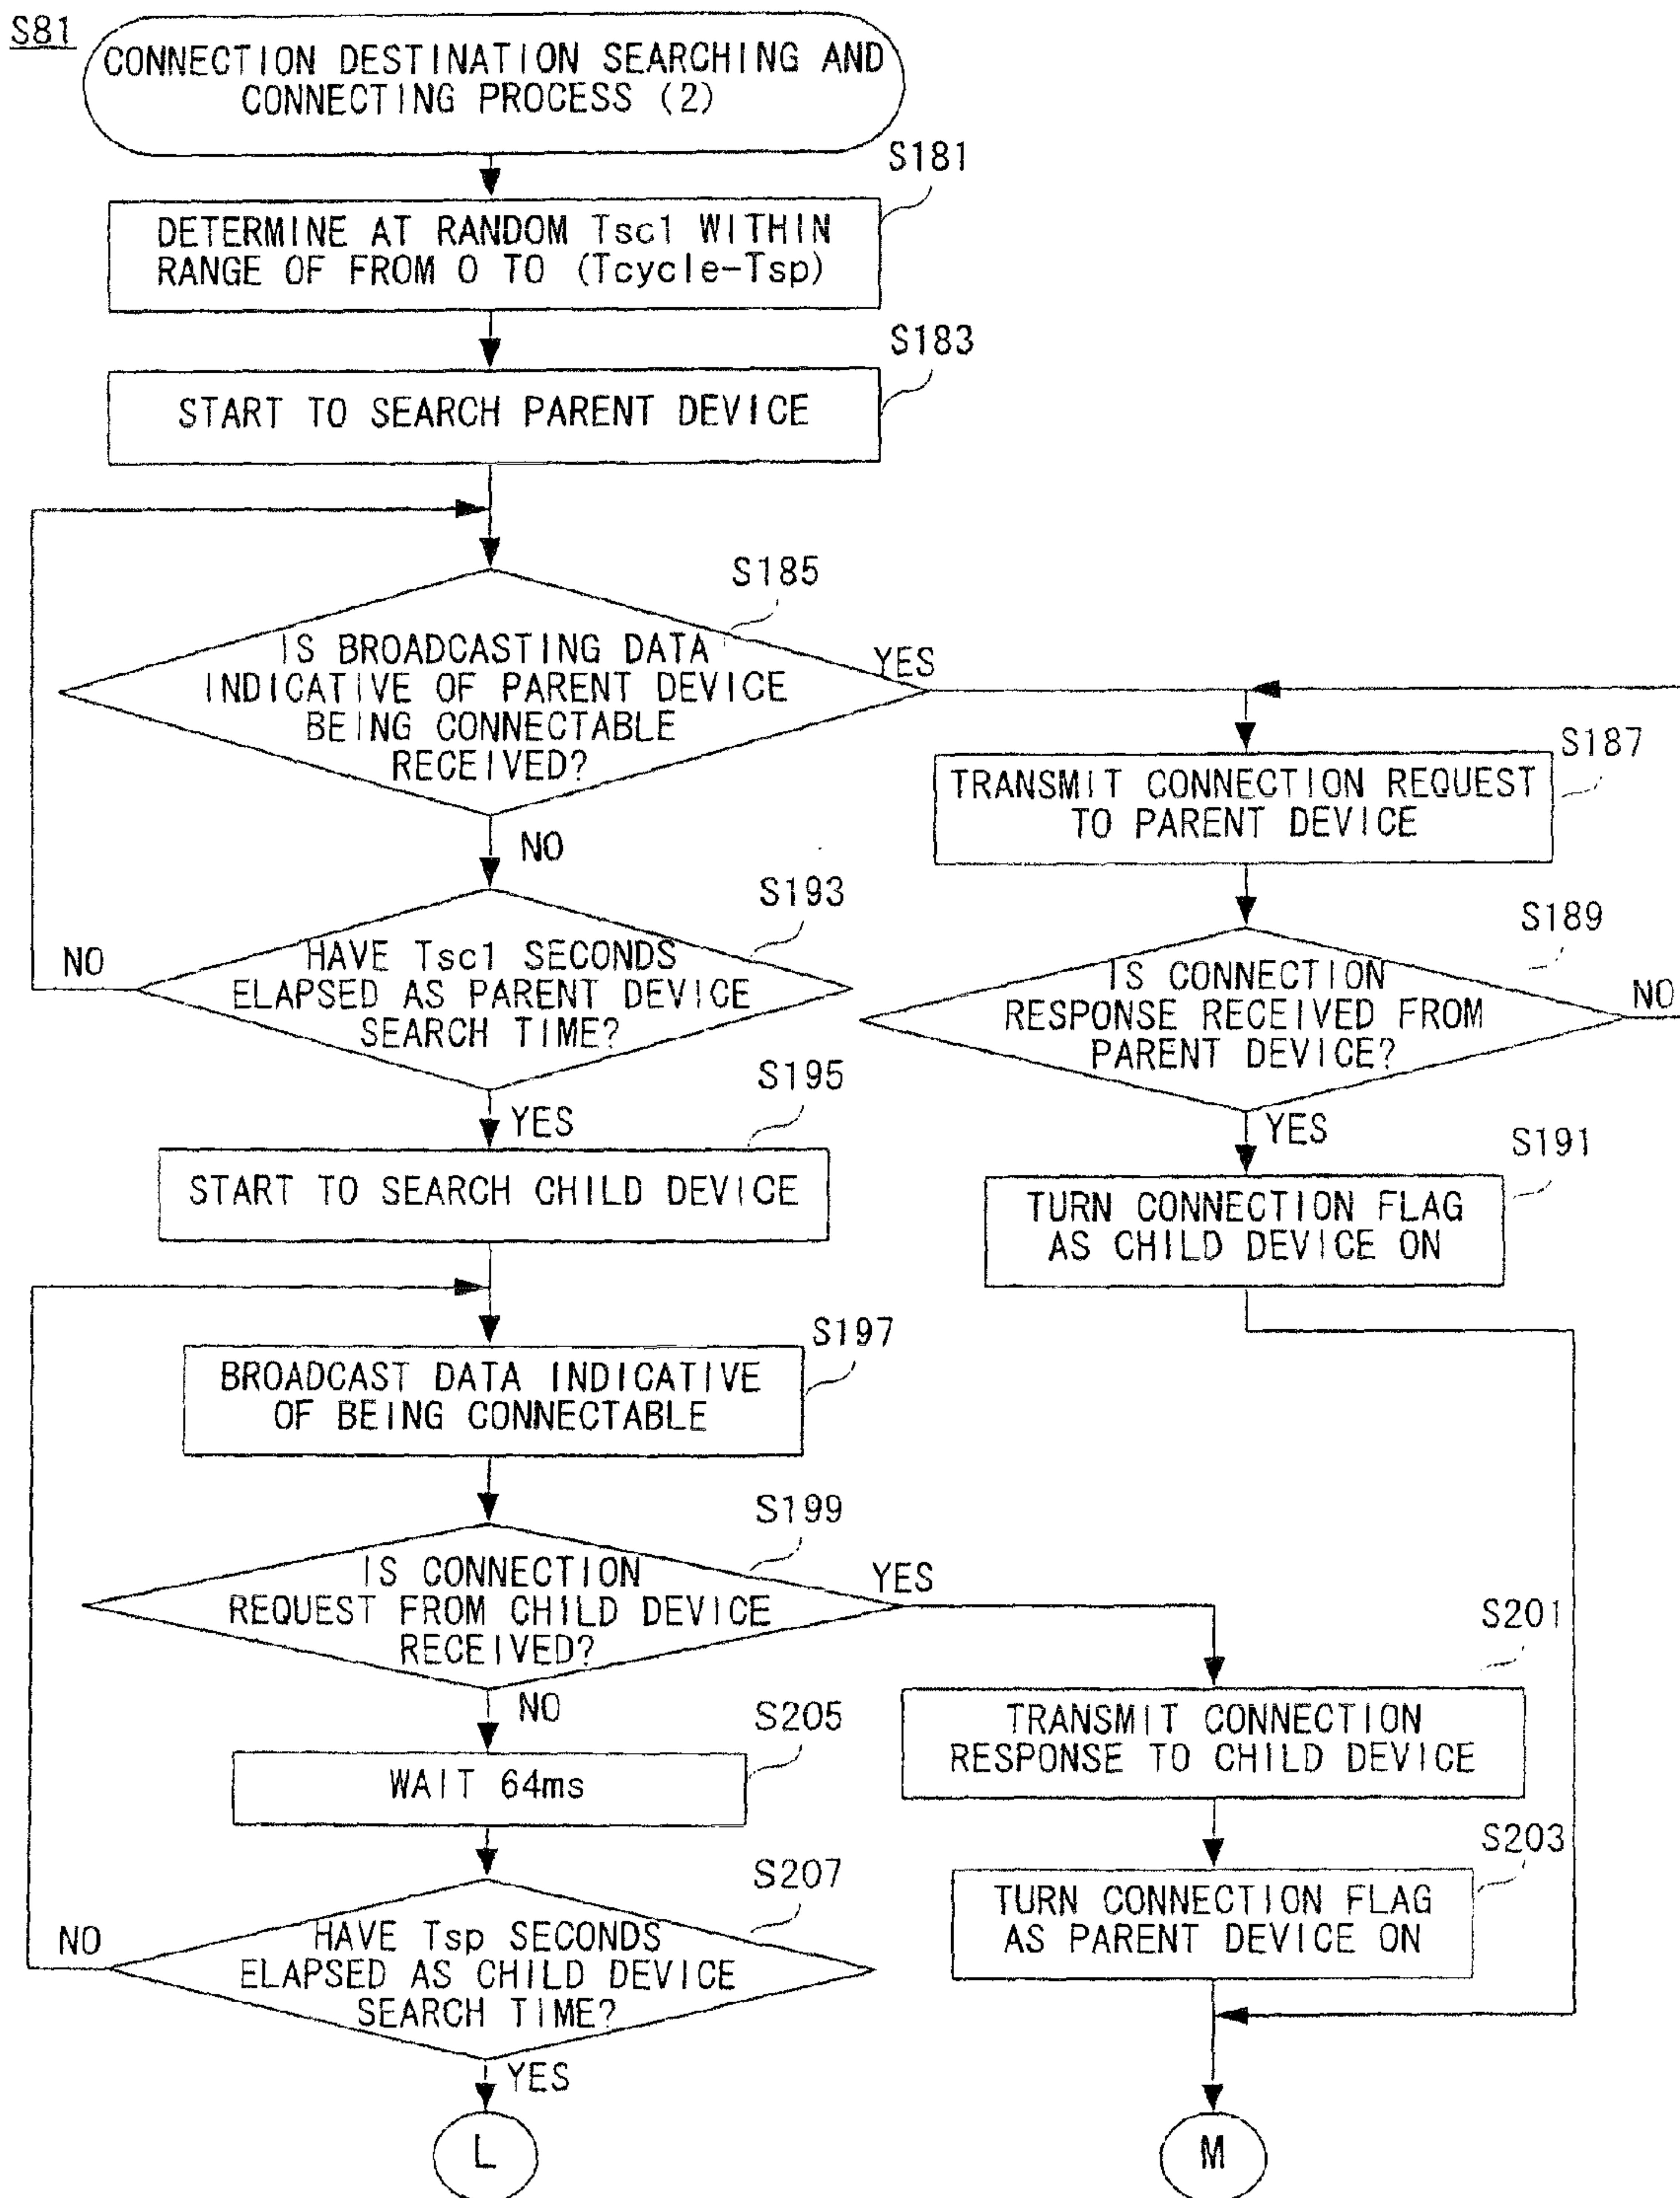 S81
CONNECTION DESTINATION SEARCHING AND
CONNECTING PROCESS (2)
S181
DETERMINE AT RANDOM Tsc1 WITHIN
RANGE OF FROM 0 TO (Tcycle-Tsp)
S183
START TO SEARCH PARENT DEVICE
S185
IS BROADCASTING DATA
INDICATIVE OF PARENT DEVICE
BEING CONNECTABLE
RECEIVED?
YES
NO
S187
TRANSMIT CONNECTION REQUEST
TO PARENT DEVICE
S189
IS CONNECTION
RESPONSE RECEIVED FROM
PARENT DEVICE?
NO
YES
S191
TURN CONNECTION FLAG
AS CHILD DEVICE ON
S193
HAVE Tsc1 SECONDS
ELAPSED AS PARENT DEVICE
SEARCH TIME?
NO
YES
S195
START TO SEARCH CHILD DEVICE
S197
BROADCAST DATA INDICATIVE
OF BEING CONNECTABLE
S199
IS CONNECTION
REQUEST FROM CHILD DEVICE
RECEIVED?
YES
NO
S201
TRANSMIT CONNECTION
RESPONSE TO CHILD DEVICE
S203
TURN CONNECTION FLAG
AS PARENT DEVICE ON
S205
WAIT 64ms
S207
HAVE Tsp SECONDS
ELAPSED AS CHILD DEVICE
SEARCH TIME?
NO
YES
L
M